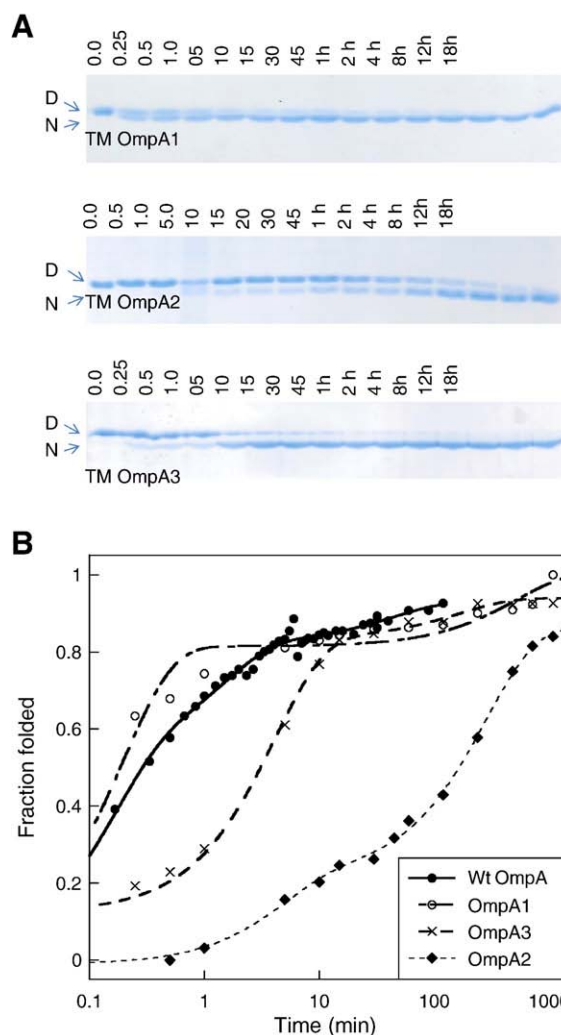 A
0.0 0.25 0.5 1.0 05 10 15 30 45 1h 2 h 4 h 8h 12h 18h
D
N
TM OmpA1
0.0 0.5 1.0 5.0 10 15 20 30 45 1 h 2 h 4 h 8 h 12h 18h
D
N
TM OmpA2
0.0 0.25 0.5 1.0 05 10 15 30 45 1h 2 h 4 h 8h 12h 18h
D
N
TM OmpA3
B
1
0.8
0.6
0.4
0.2
0
Fraction folded
Wt OmpA
OmpA1
OmpA3
OmpA2
0.1 1 10 100 1000
Time (min)